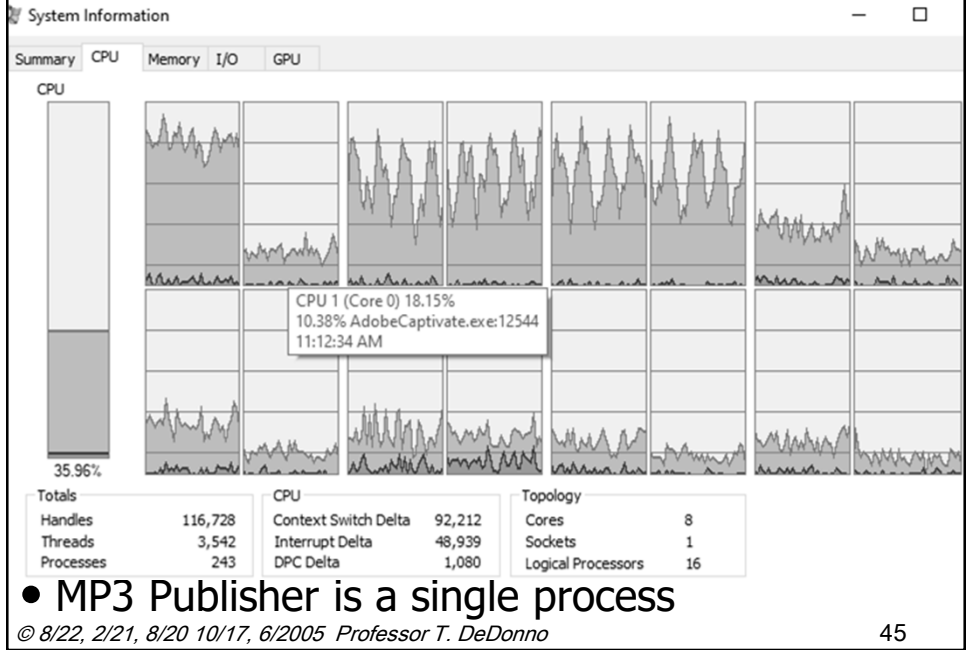 System Information
Summary CPU Memory I/O GPU
CPU
CPU 1 (Core 0) 18.15%
10.38% AdobeCaptivate.exe:12544
11:12:34 AM
35.96%
Totals
Handles 116,728
Threads 3,542
Processes 243
CPU
Context Switch Delta 92,212
Interrupt Delta 48,939
DPC Delta 1,080
Topology
Cores 8
Sockets 1
Logical Processors 16
• MP3 Publisher is a single process
© 8/22, 2/21, 8/20 10/17, 6/2005 Professor T. DeDonno 45